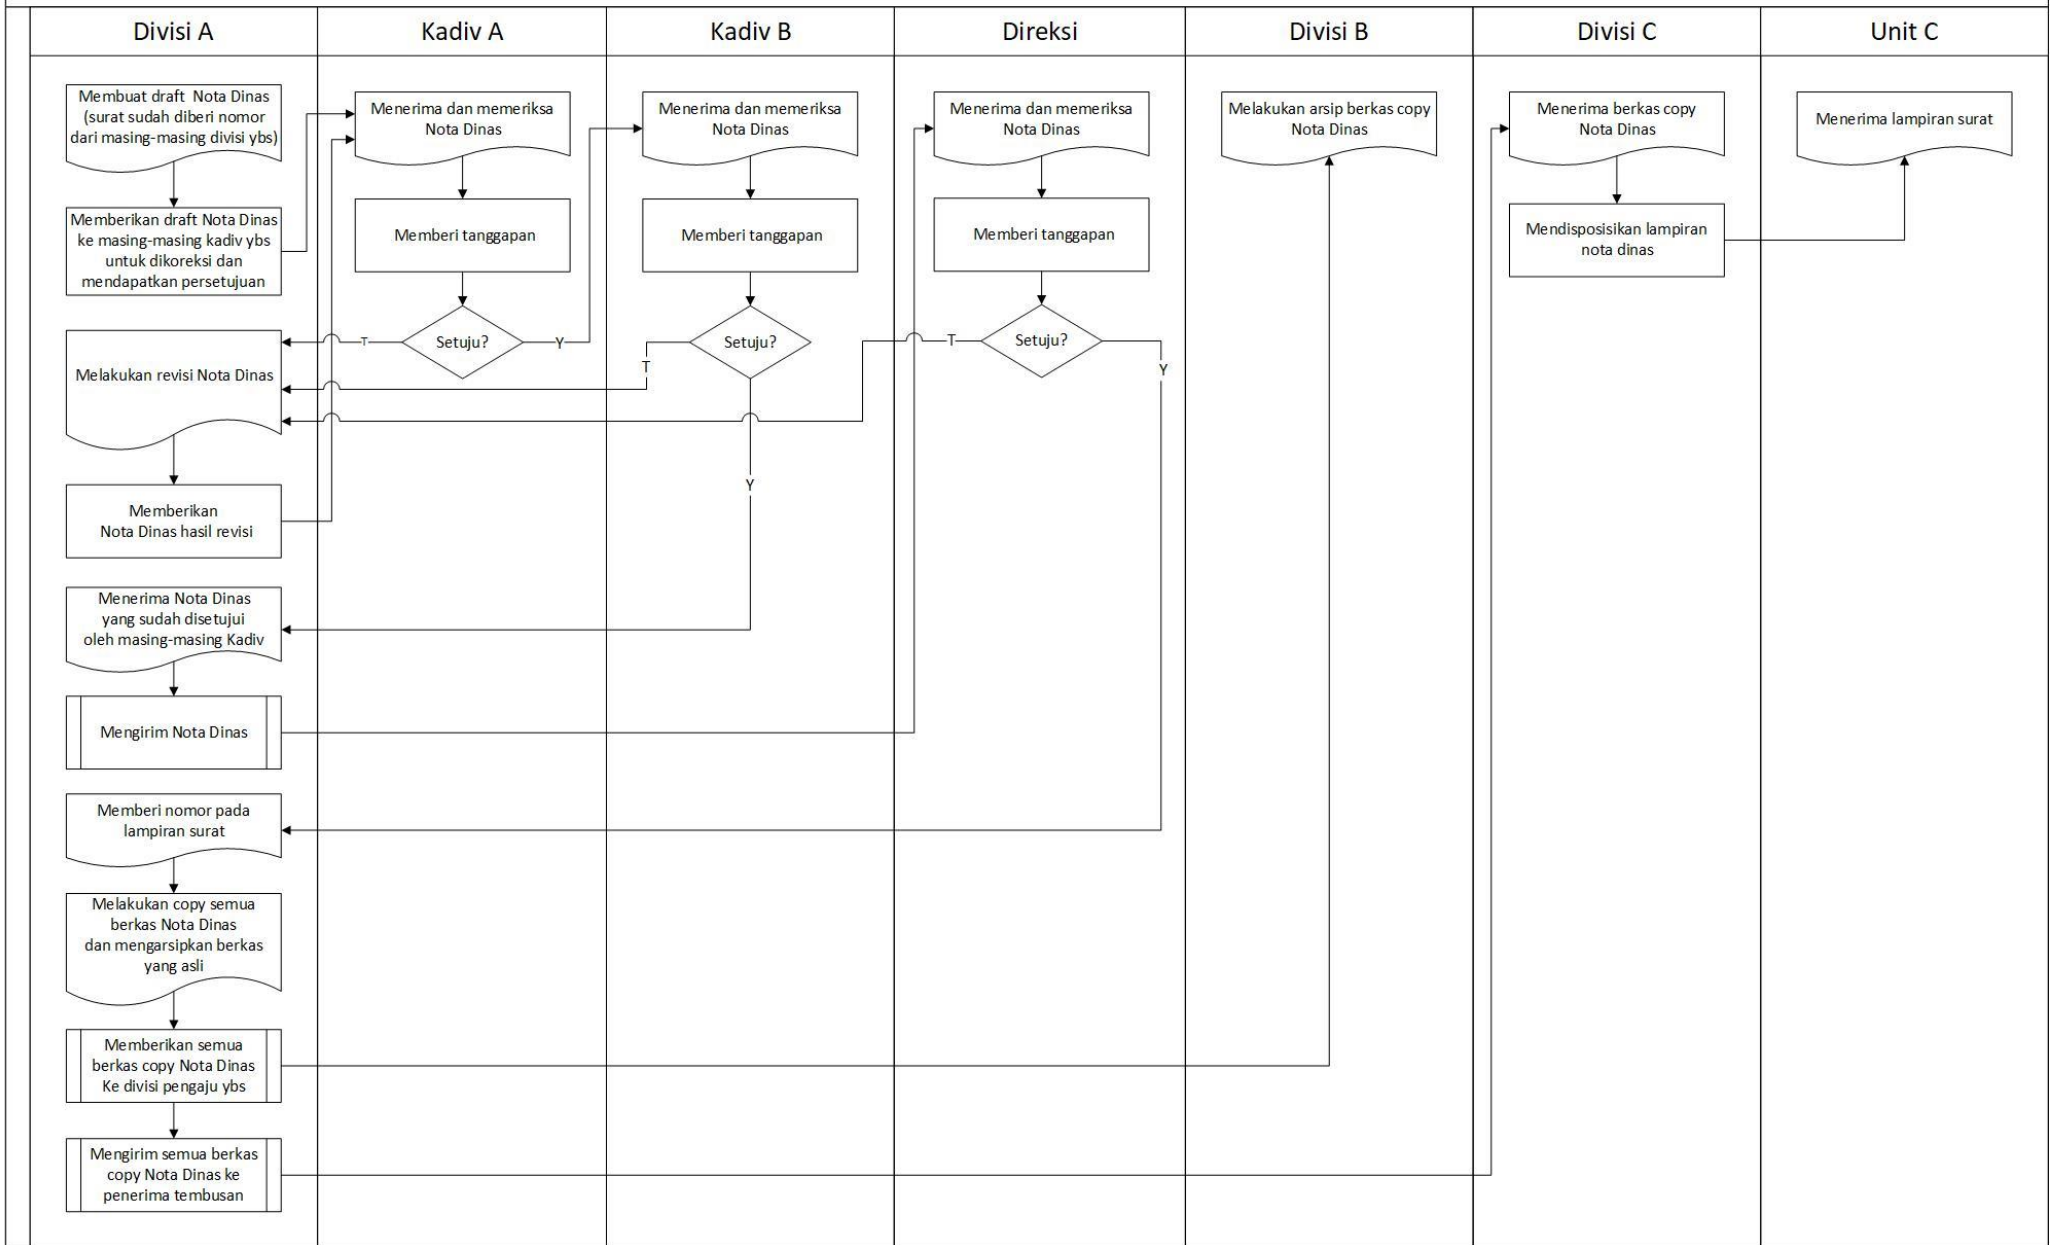 Divisi A
Kadiv A
Kadiv B
Direksi
Divisi B
Divisi C
Unit C
Membuat draft Nota Dinas
(surat sudah diberi nomor
dari masing-masing divisi ybs)
Memberikan draft Nota Dinas
ke masing-masing kadiv ybs
untuk dikoreksi dan
mendapatkan persetujuan
Melakukan revisi Nota Dinas
Memberikan
Nota Dinas hasil revisi
Menerima Nota Dinas
yang sudah disetujui
oleh masing-masing Kadiv
Mengirim Nota Dinas
Memberi nomor pada
lampiran surat
Melakukan copy semua
berkas Nota Dinas
dan mengarsipkan berkas
yang asli
Memberikan semua
berkas copy Nota Dinas
Ke divisi pengaju ybs
Mengirim semua berkas
copy Nota Dinas ke
penerima tembusan
Menerima dan memeriksa
Nota Dinas
Memberi tanggapan
Setuju?
T
Y
Menerima dan memeriksa
Nota Dinas
Memberi tanggapan
Setuju?
T
Y
Menerima dan memeriksa
Nota Dinas
Memberi tanggapan
Setuju?
T
Y
Melakukan arsip berkas copy
Nota Dinas
Menerima berkas copy
Nota Dinas
Mendisposisikan lampiran
nota dinas
Menerima lampiran surat